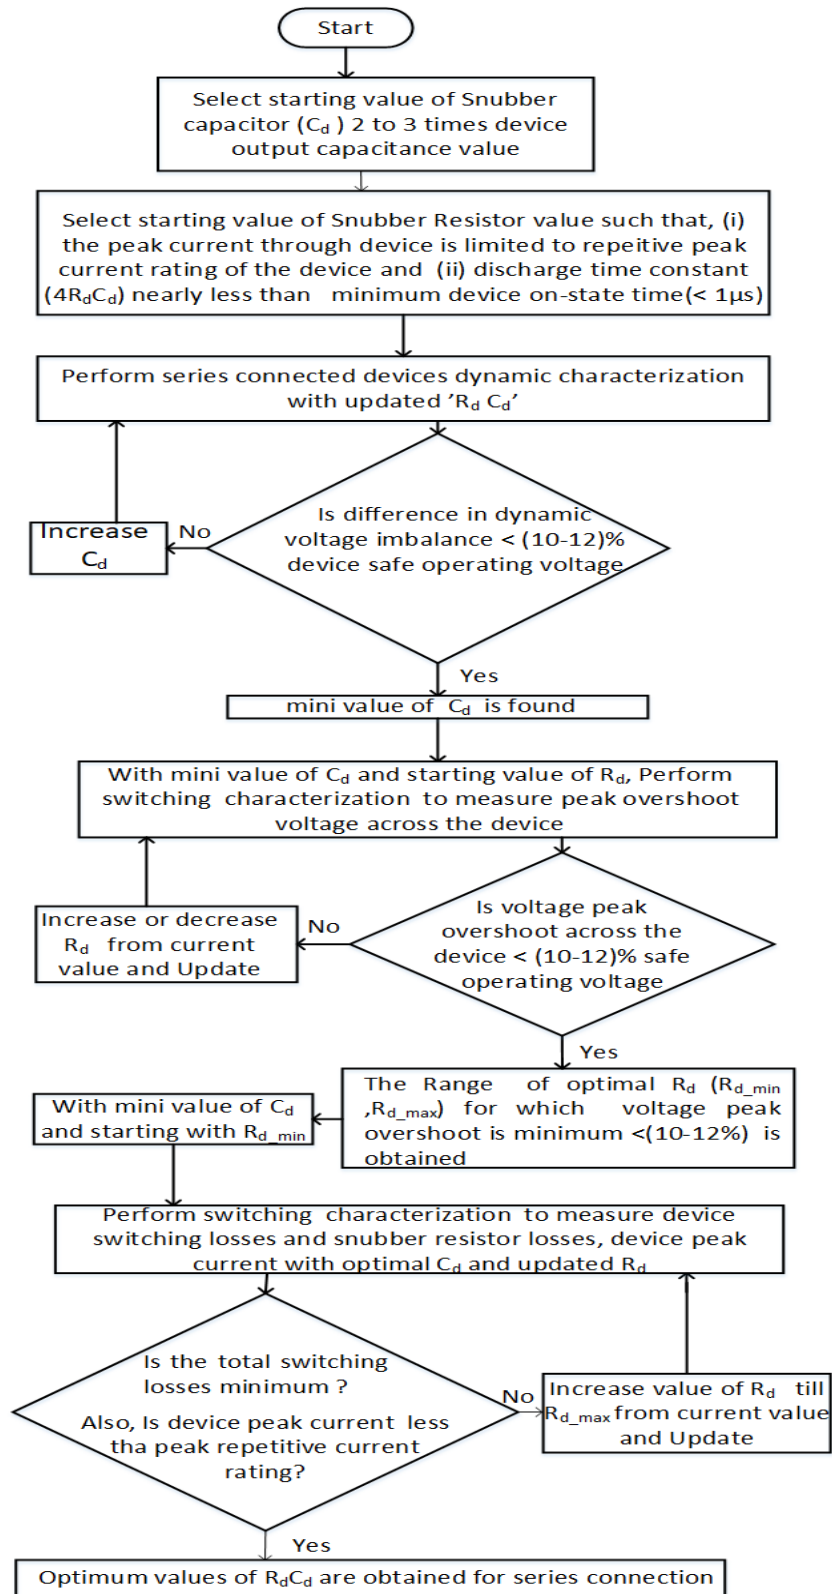 Start
Select starting value of Snubber
capacitor (Cd ) 2 to 3 times device
output capacitance value
Select starting value of Snubber Resistor value such that, (i)
the peak current through device is limited to repeitive peak
current rating of the device and (ii) discharge time constant
(4RdCd) nearly less than minimum device on-state time(< 1µs)
Perform series connected devices dynamic characterization
with updated ’Rd Cd’
Is difference in dynamic
voltage imbalance < (10-12)%
device safe operating voltage
No
Increase
Cd
Yes
mini value of Cd is found
With mini value of Cd and starting value of Rd, Perform
switching characterization to measure peak overshoot
voltage across the device
Is voltage peak
overshoot across the
device < (10-12)% safe
operating voltage
No
Increase or decrease
Rd from current
value and Update
Yes
The Range of optimal Rd (Rd_min
,Rd_max) for which voltage peak
overshoot is minimum <(10-12%) is
obtained
With mini value of Cd
and starting with Rd_min
Perform switching characterization to measure device
switching losses and snubber resistor losses, device peak
current with optimal Cd and updated Rd
Is the total switching
losses minimum ?
Also, Is device peak current less
tha peak repetitive current
rating?
No
Increase value of Rd till
Rd_max from current value
and Update
Yes
Optimum values of RdCd are obtained for series connection